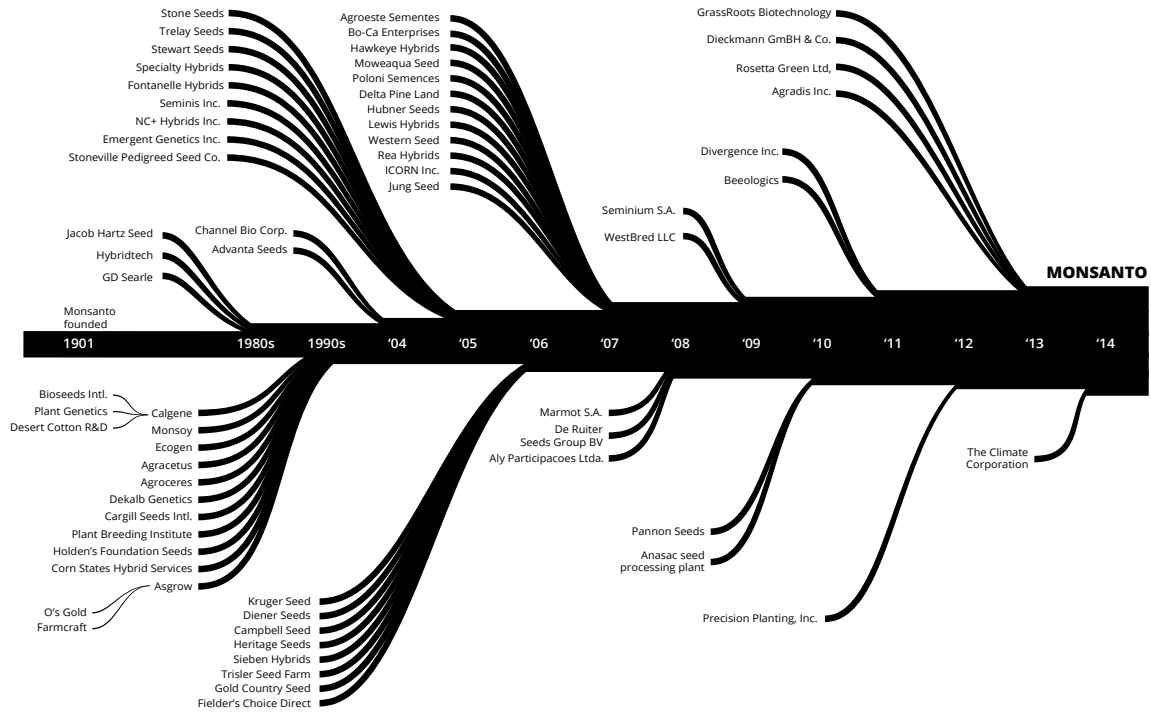 Stone Seeds
Trelay Seeds
Stewart Seeds
Specialty Hybrids
Fontanelle Hybrids
Seminis Inc.
NC+ Hybrids Inc.
Emergent Genetics Inc.
Stoneville Pedigreed Seed Co.
Agroeste Sementes
Bo-Ca Enterprises
Hawkeye Hybrids
Moweaqua Seed
Poloni Semences
Delta Pine Land
Hubner Seeds
Lewis Hybrids
Western Seed
Rea Hybrids
ICORN Inc.
Jung Seed
GrassRoots Biotechnology
Dieckmann GmBH & Co.
Rosetta Green Ltd,
Agradis Inc.
Divergence Inc.
Beeologics
Seminium S.A.
WestBred LLC
Jacob Hartz Seed
Hybridtech
GD Searle
Channel Bio Corp.
Advanta Seeds
MONSANTO
Monsanto
founded
1901 1980s 1990s ‘04 ‘05 ‘06 ‘07 ‘08 ‘09 ‘10 ‘11 ‘12 ‘13 ‘14
Bioseeds Intl.
Plant Genetics
Desert Cotton R&D
Calgene
Monsoy
Ecogen
Agracetus
Agroceres
Dekalb Genetics
Cargill Seeds Intl.
Plant Breeding Institute
Holden’s Foundation Seeds
Corn States Hybrid Services
Asgrow
O’s Gold
Farmcraft
Kruger Seed
Diener Seeds
Campbell Seed
Heritage Seeds
Sieben Hybrids
Trisler Seed Farm
Gold Country Seed
Fielder’s Choice Direct
Marmot S.A.
De Ruiter
Seeds Group BV
Aly Participacoes Ltda.
Pannon Seeds
Anasac seed
processing plant
Precision Planting, Inc.
The Climate
Corporation